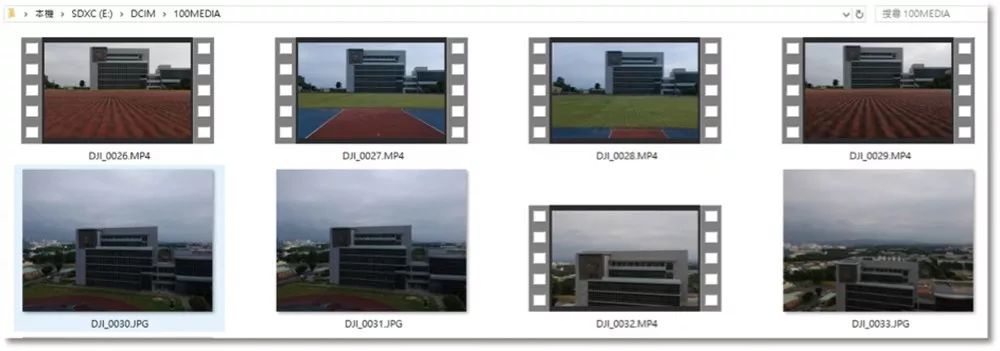 本機 > SDXC (E:) > DCIM > 100MEDIA
搜尋 100MEDIA
DJI_0026.MP4
DJI_0027.MP4
DJI_0028.MP4
DJI_0029.MP4
DJI_0030.JPG
DJI_0031.JPG
DJI_0032.MP4
DJI_0033.JPG